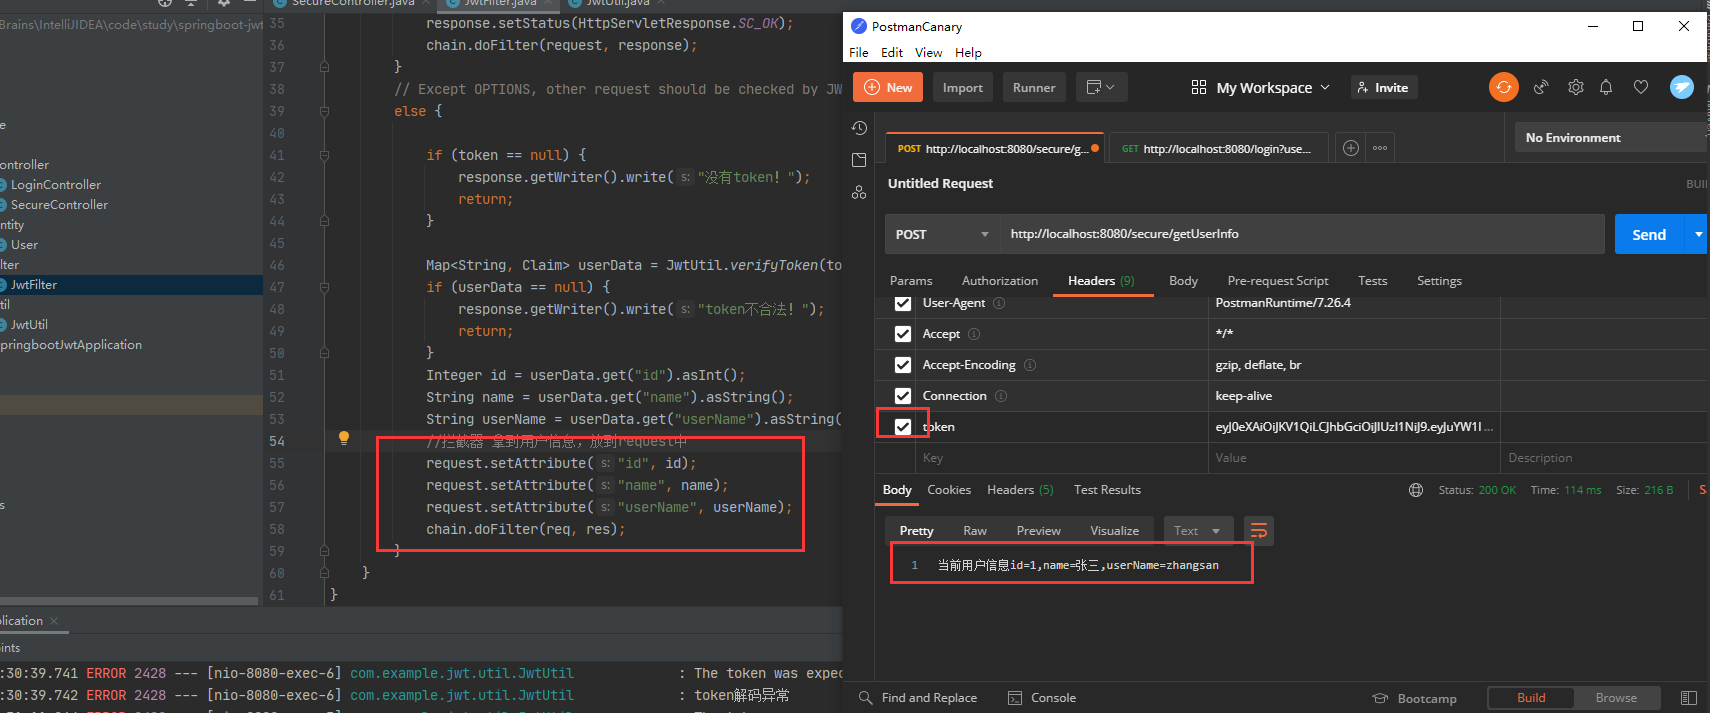 SecureController.java
JwtFilter.java
JwtUtil.java
Brains\IntelliJIDEA\code\study\springboot-jwt
ontroller
LoginController
SecureController
ntity
User
lter
JwtFilter
til
JwtUtil
pringbootJwtApplication
35 response.setStatus(HttpServletResponse.SC_OK);
36 chain.doFilter(request, response);
37 }
38 // Except OPTIONS, other request should be checked by JW
39 else {
40
41 if (token == null) {
42 response.getWriter().write( s: "没有token! ");
43 return;
44 }
45
46 Map<String, Claim> userData = JwtUtil.verifyToken(to
47 if (userData == null) {
48 response.getWriter().write( s: "token不合法! ");
49 return;
50 }
51 Integer id = userData.get("id").asInt();
52 String name = userData.get("name").asString();
53 String userName = userData.get("userName").asString(
54 //拦截器 拿到用户信息，放到request中
55 request.setAttribute( s: "id", id);
56 request.setAttribute( s: "name", name);
57 request.setAttribute( s: "userName", userName);
58 chain.doFilter(req, res);
59 }
60 }
61 }
plication
ints
:30:39.741 ERROR 2428 --- [nio-8080-exec-6] com.example.jwt.util.JwtUtil : The token was expec
:30:39.742 ERROR 2428 --- [nio-8080-exec-6] com.example.jwt.util.JwtUtil : token解码异常
PostmanCanary
File Edit View Help
New Import Runner My Workspace Invite
POST http://localhost:8080/secure/g...
GET http://localhost:8080/login?use...
No Environment
Untitled Request
BUI
POST http://localhost:8080/secure/getUserInfo Send
Params Authorization Headers (9) Body Pre-request Script Tests Settings
User-Agent PostmanRuntime/7.26.4
Accept */*
Accept-Encoding gzip, deflate, br
Connection keep-alive
token eyJ0eXAiOiJKV1QiLCJhbGciOiJIUzI1NiJ9.eyJuYW1l ...
Key Value Description
Body Cookies Headers (5) Test Results Status: 200 OK Time: 114 ms Size: 216 B
Pretty Raw Preview Visualize Text
1 当前用户信息id=1,name=张三,userName=zhangsan
Find and Replace Console Bootcamp Build Browse